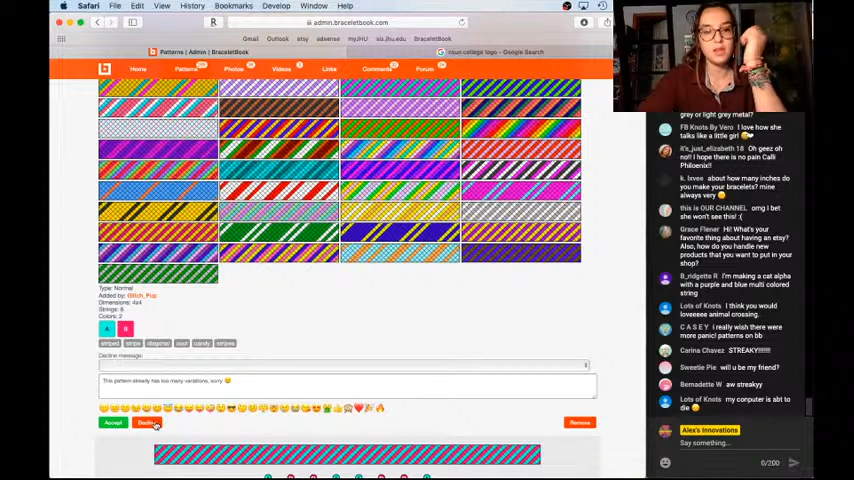 Safari File Edit View History Bookmarks Develop Window Help
admin.braceletbook.com
Gmail Outlook etsy adsense myJHU sis.jhu.edu BraceletBook
Patterns | Admin | BraceletBook
noun college logo - Google Search
Home Patterns Photos Videos Links Comments Forum
Type: Normal
Added by: Glitch_Pup
Dimensions: 4x4
Strings: 8
Colors: 2
A B
striped stripe diagonal cool candy stripes
Decline message:
This pattern already has too many variations, sorry 😅
Accept Decline Remove
grey or light grey metal?
FB Knots By Vero I love how she
talks like a little girl
it's_just_elizabeth 18 Oh geez oh
no!! I hope there is no pain Calli
Philoenix!!
k. lxvee about how many inches do
you make your bracelets? mine
always very
this is OUR CHANNEL omg I bet
she won't see this! :(
Grace Flener Hi! What's your
favorite thing about having an etsy?
Also, how do you handle new
products that you want to put in your
shop?
B_ridgette R I'm making a cat alpha
with a purple and blue multi colored
string
Lots of Knots I think you would
loveeeee animal crossing.
C A S E Y i really wish there were
more panic! patterns on bb
Carina Chavez STREAKY!!!!!!!
Sweetie Pie will u be my friend?
Bernadette W aw streakyy
Lots of Knots my conputer is abt to
die
Alex's Innovations
Say something...
0/200